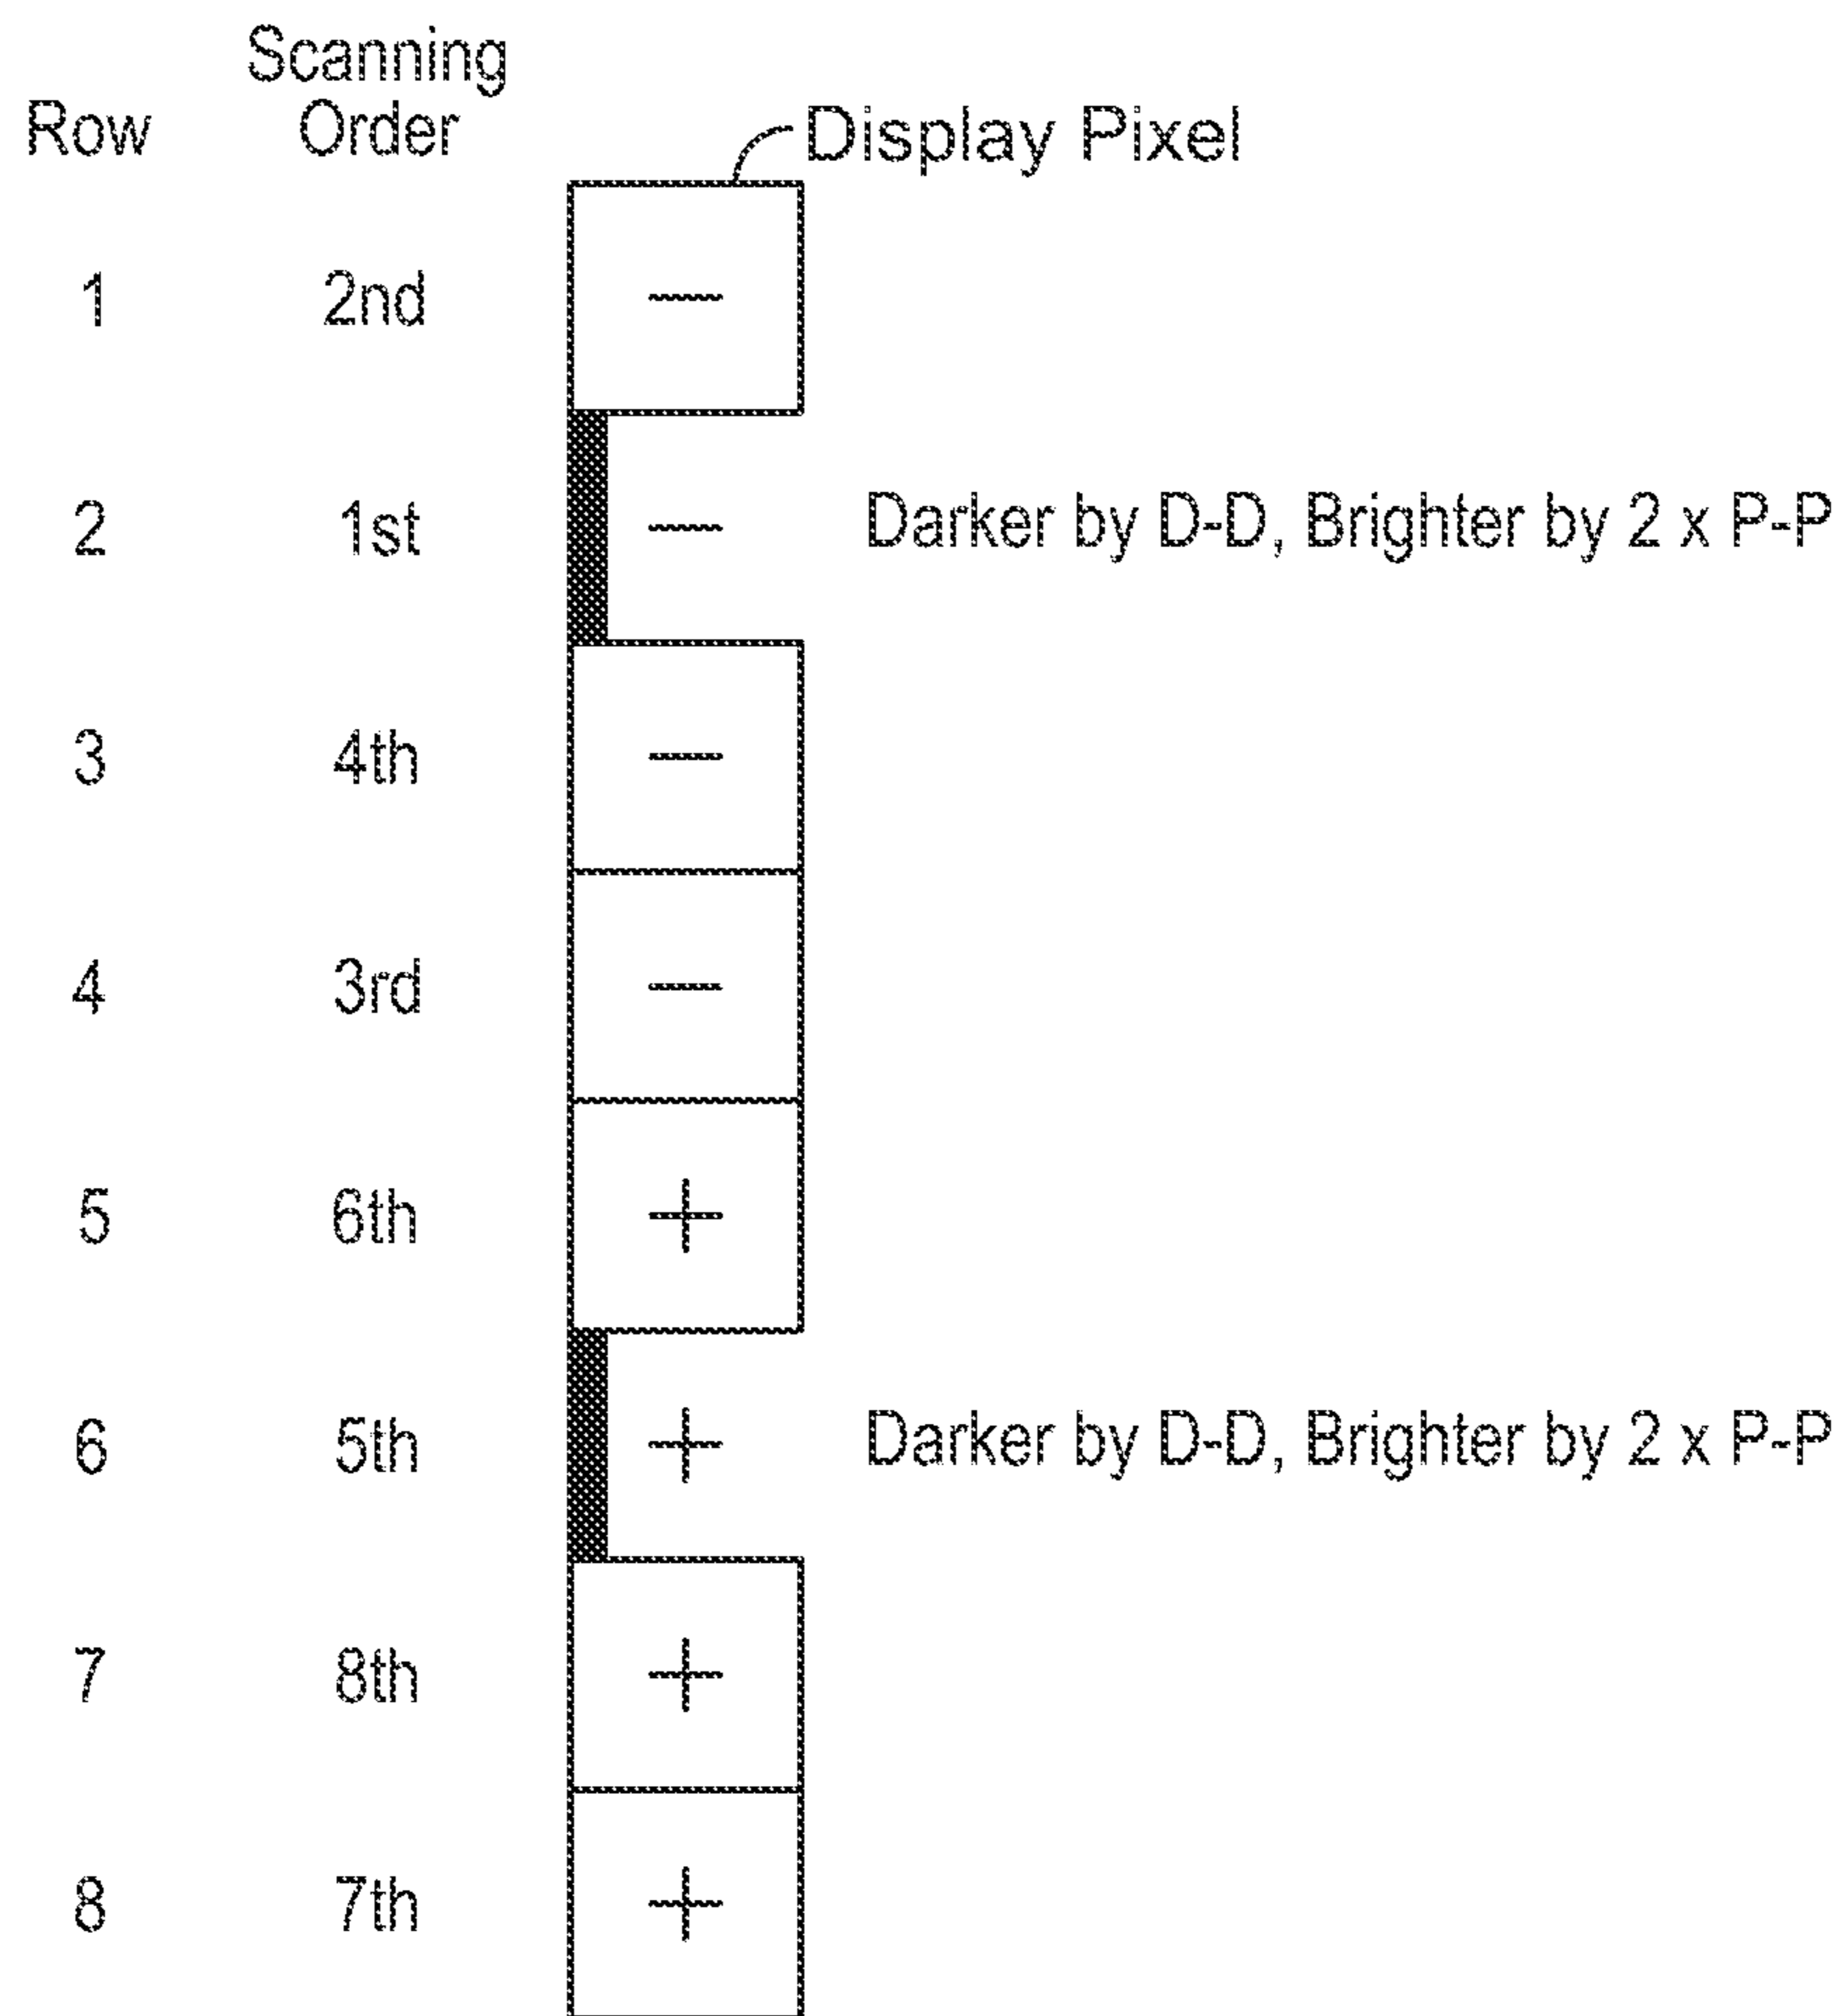 Scanning
Row Order Display Pixel
1 2nd −
2 1st − Darker by D-D, Brighter by 2 x P-P
3 4th −
4 3rd −
5 6th +
6 5th + Darker by D-D, Brighter by 2 x P-P
7 8th +
8 7th +